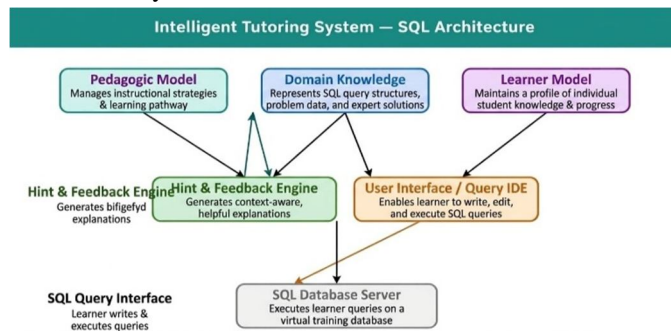 Intelligent Tutoring System — SQL Architecture
Pedagogic Model
Manages instructional strategies
& learning pathway
Domain Knowledge
Represents SQL query structures,
problem data, and expert solutions
Learner Model
Maintains a profile of individual
student knowledge & progress
Hint & Feedback Engine
Generates bifigefyd
explanations
Hint & Feedback Engine
Generates context-aware,
helpful explanations
User Interface / Query IDE
Enables learner to write, edit,
and execute SQL queries
SQL Query Interface
Learner writes &
executes queries
SQL Database Server
Executes learner queries on a
virtual training database